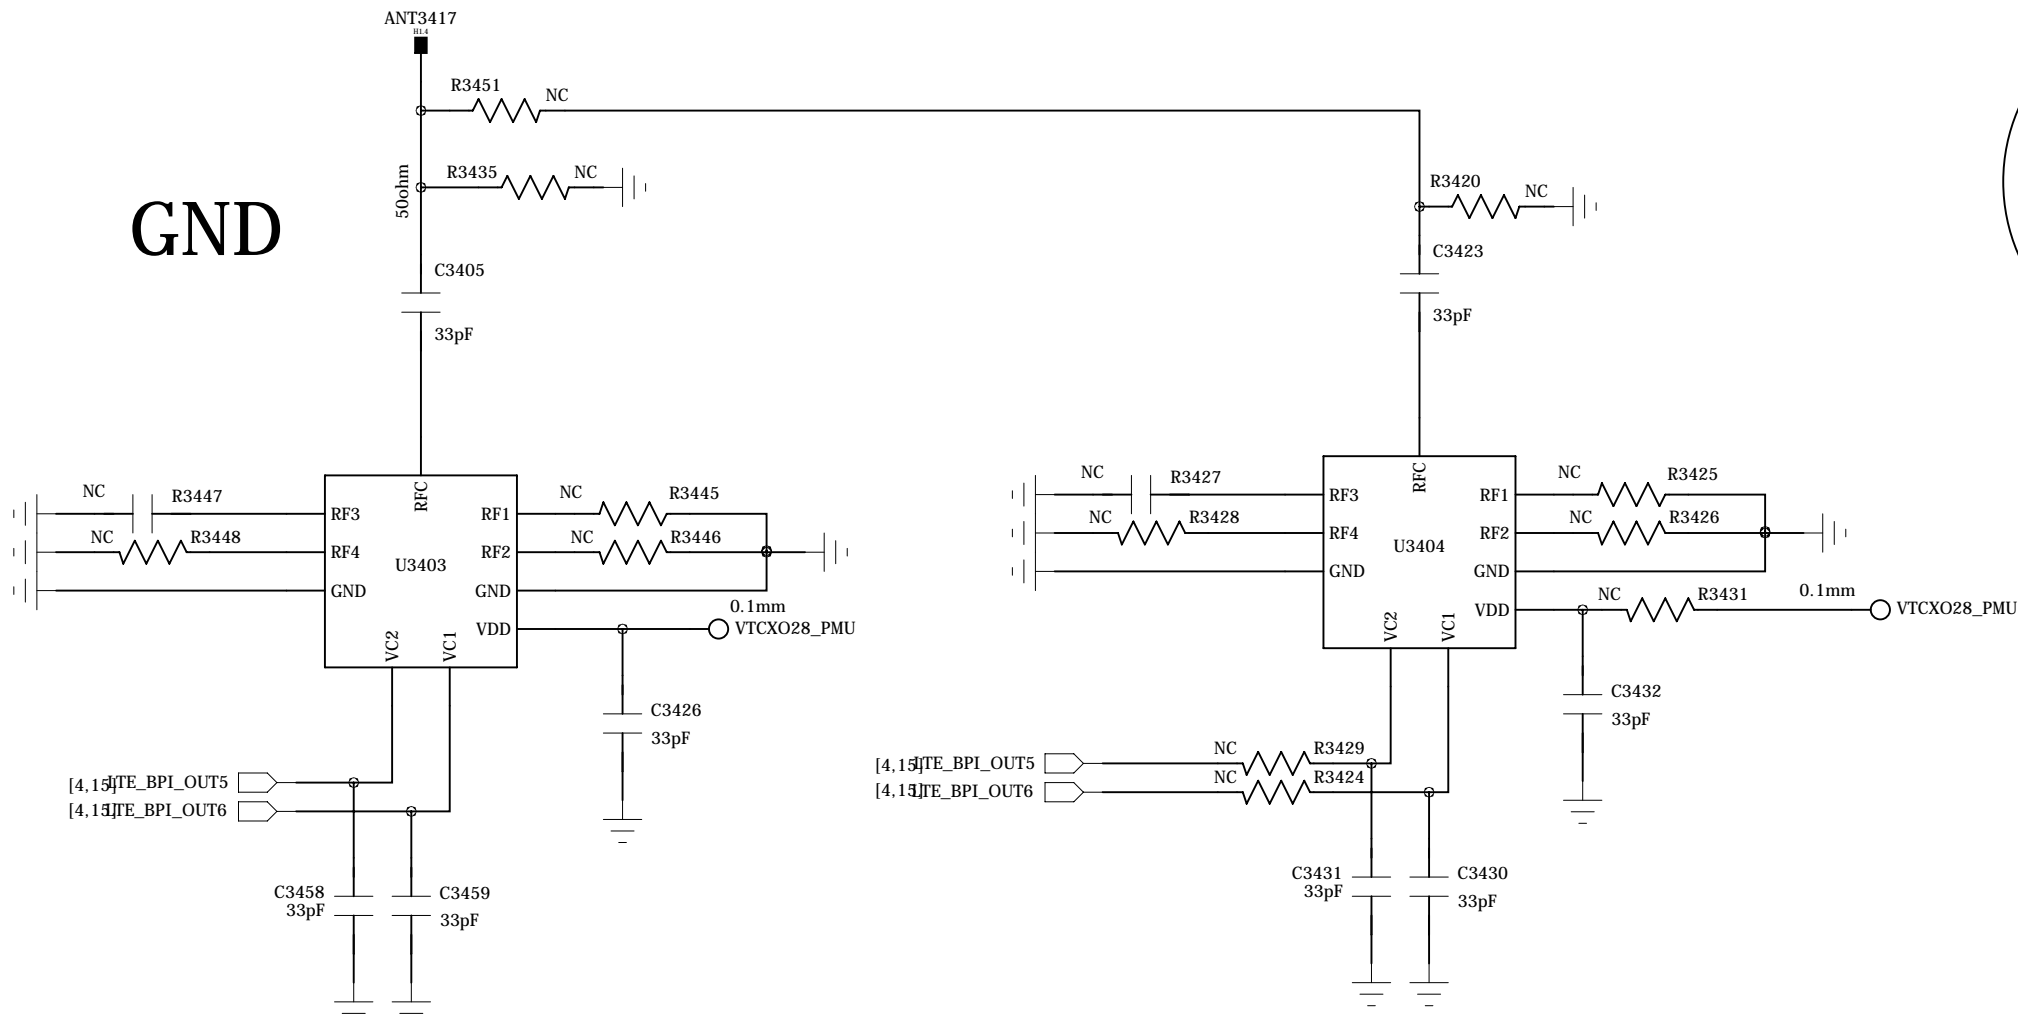 ANT3417
H1.4
R3451
NC
50ohm
R3435
NC
R3420
NC
GND
C3405
33pF
C3423
33pF
NC
R3447
NC
R3448
RFC
RF3
RF4
GND
U3403
RF1
RF2
GND
VDD
VC2
VC1
NC
R3445
NC
R3446
0.1mm
VTCXO28_PMU
C3426
33pF
[4,15]LTE_BPI_OUT5
[4,15]LTE_BPI_OUT6
C3458
33pF
C3459
33pF
NC
R3427
NC
R3428
RFC
RF3
RF4
GND
U3404
RF1
RF2
GND
VDD
VC2
VC1
NC
R3425
NC
R3426
NC
R3431
0.1mm
VTCXO28_PMU
C3432
33pF
[4,15]LTE_BPI_OUT5
NC
R3429
[4,15]LTE_BPI_OUT6
NC
R3424
C3431
33pF
C3430
33pF